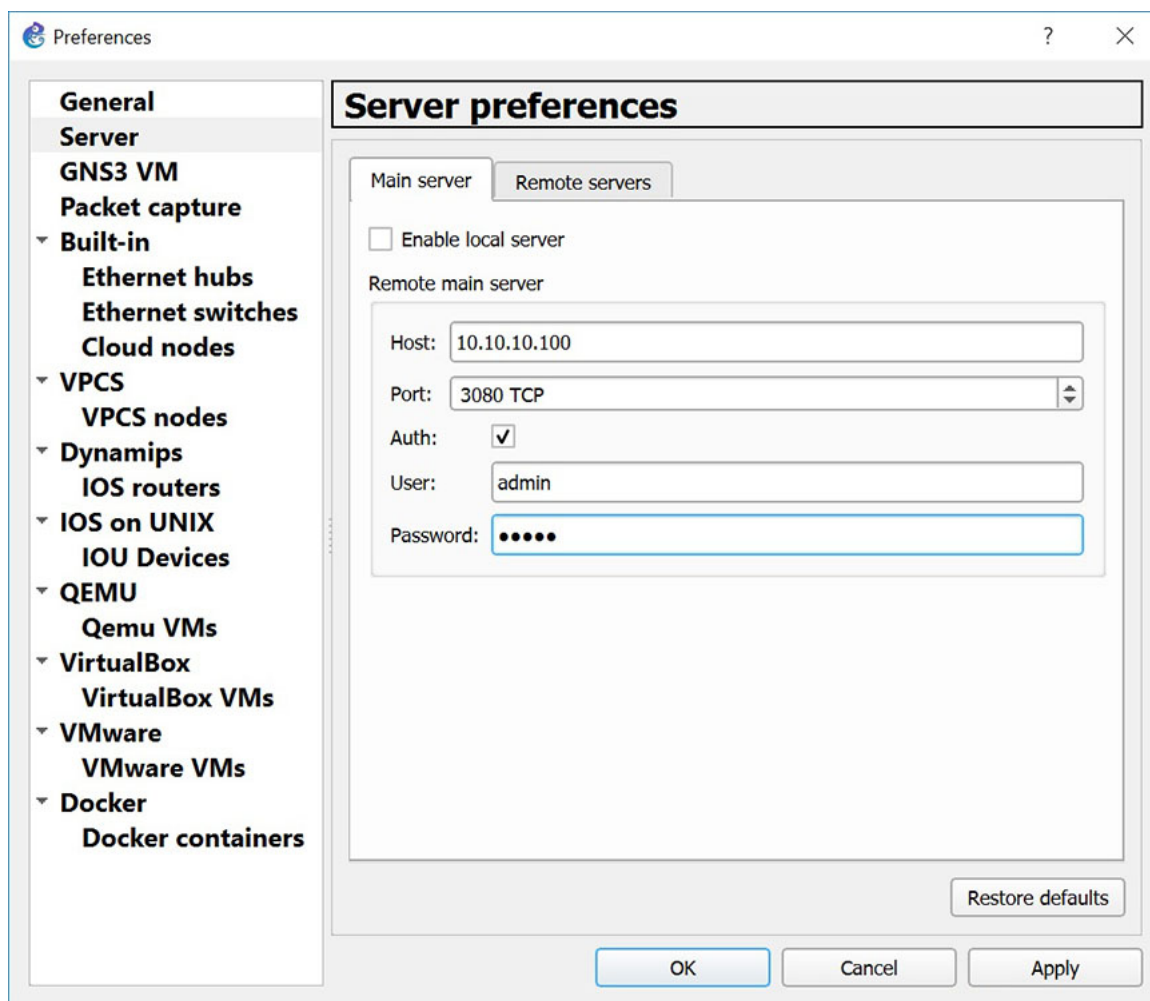 Preferences
?
General
Server
GNS3 VM
Packet capture
Built-in
Ethernet hubs
Ethernet switches
Cloud nodes
VPCS
VPCS nodes
Dynamips
IOS routers
IOS on UNIX
IOU Devices
QEMU
Qemu VMs
VirtualBox
VirtualBox VMs
VMware
VMware VMs
Docker
Docker containers
Server preferences
Main server
Remote servers
Enable local server
Remote main server
Host: 10.10.10.100
Port: 3080 TCP
Auth:
User: admin
Password: •••••
Restore defaults
OK
Cancel
Apply